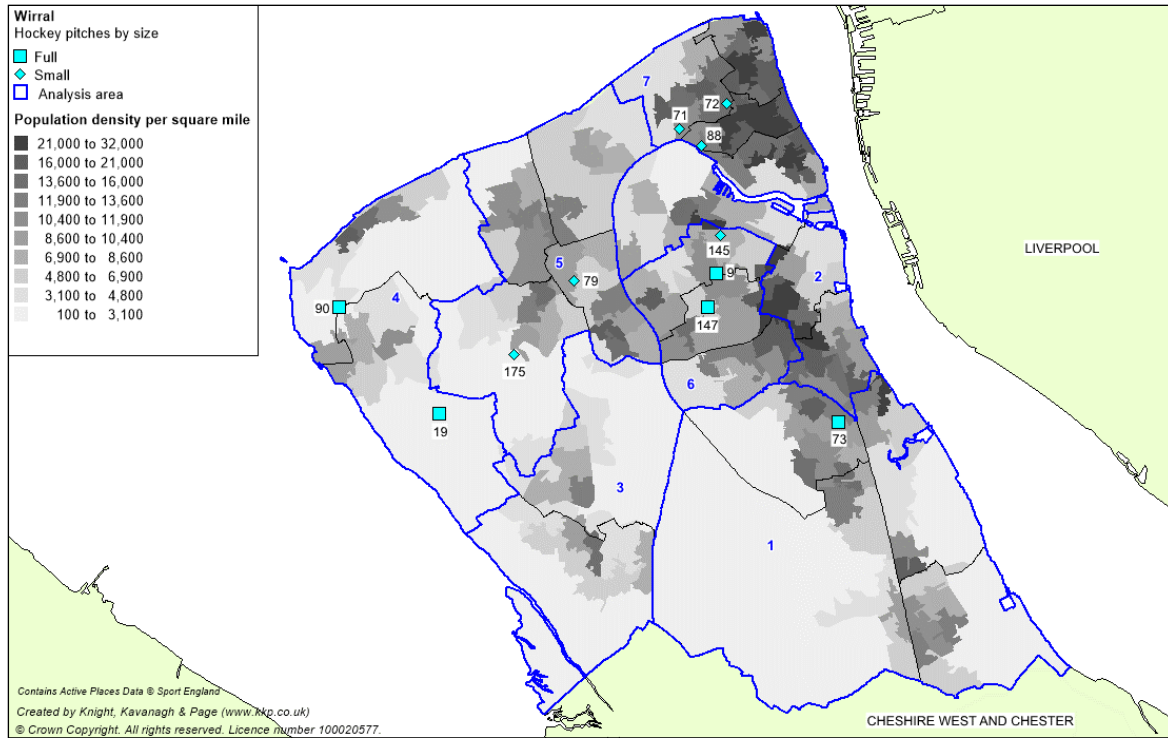 Wirral
Hockey pitches by size
Full
Small
Analysis area
Population density per square mile
21,000 to 32,000
16,000 to 21,000
13,600 to 16,000
11,900 to 13,600
10,400 to 11,900
8,600 to 10,400
6,900 to 8,600
4,800 to 6,900
3,100 to 4,800
100 to 3,100
7
72
71
88
LIVERPOOL
145
5
2
9
79
4
90
147
175
6
19
73
3
1
Contains Active Places Data © Sport England
Created by Knight, Kavanagh & Page (www.kkp.co.uk)
© Crown Copyright. All rights reserved. Licence number 100020577.
CHESHIRE WEST AND CHESTER